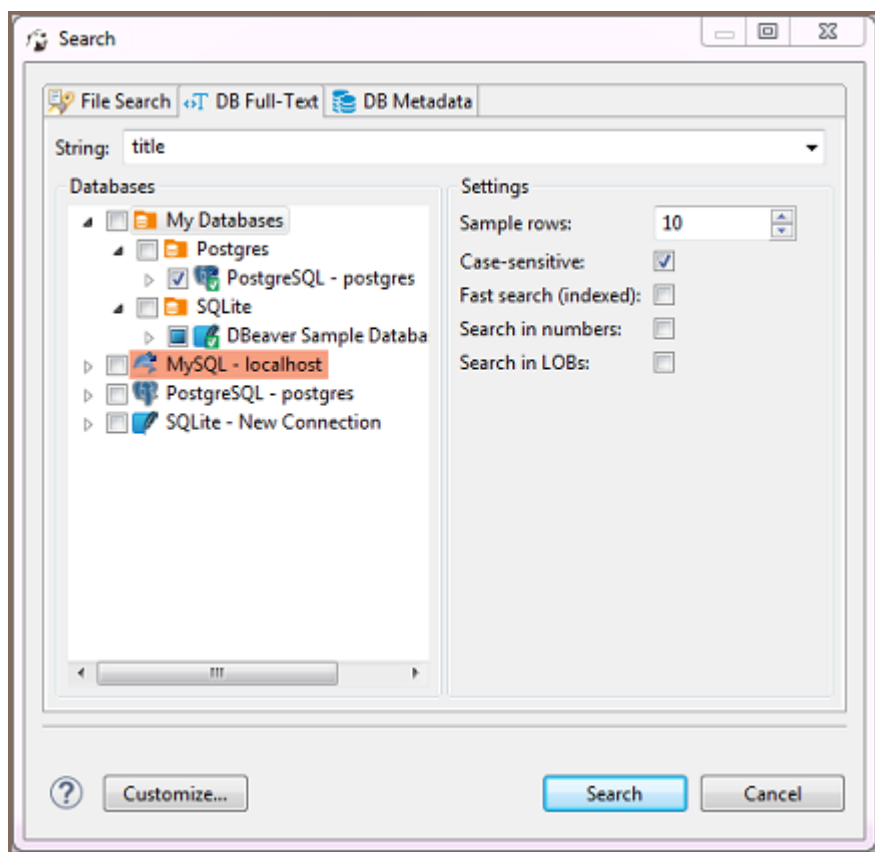 Search
File Search DB Full-Text DB Metadata
String: title
Databases
My Databases
Postgres
PostgreSQL - postgres
SQLite
DBeaver Sample Databa
MySQL - localhost
PostgreSQL - postgres
SQLite - New Connection
Settings
Sample rows: 10
Case-sensitive:
Fast search (indexed):
Search in numbers:
Search in LOBs:
Customize... Search Cancel